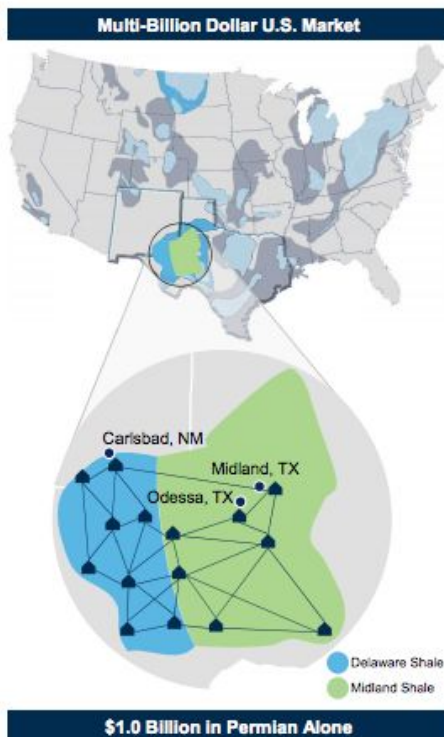 Multi-Billion Dollar U.S. Market
Carlsbad, NM
Midland, TX
Odessa, TX
Delaware Shale
Midland Shale
$1.0 Billion in Permian Alone